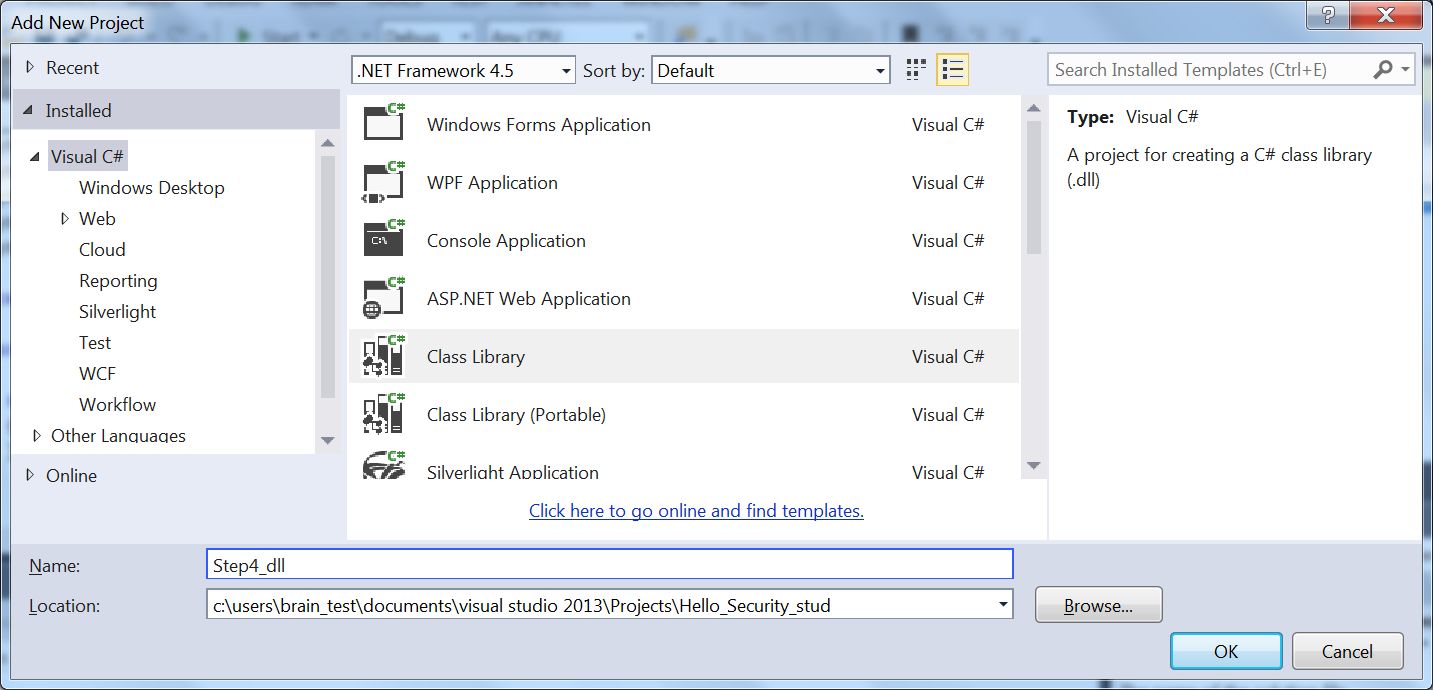 Add New Project
Recent
Installed
Visual C#
Windows Desktop
Web
Cloud
Reporting
Silverlight
Test
WCF
Workflow
Other Languages
Online
.NET Framework 4.5 Sort by: Default
Windows Forms Application Visual C#
WPF Application Visual C#
Console Application Visual C#
ASP.NET Web Application Visual C#
Class Library Visual C#
Class Library (Portable) Visual C#
Silverlight Application Visual C#
Click here to go online and find templates.
Search Installed Templates (Ctrl+E)
Type: Visual C#
A project for creating a C# class library
(.dll)
Name: Step4_dll
Location: c:\users\brain_test\documents\visual studio 2013\Projects\Hello_Security_stud
Browse...
OK Cancel